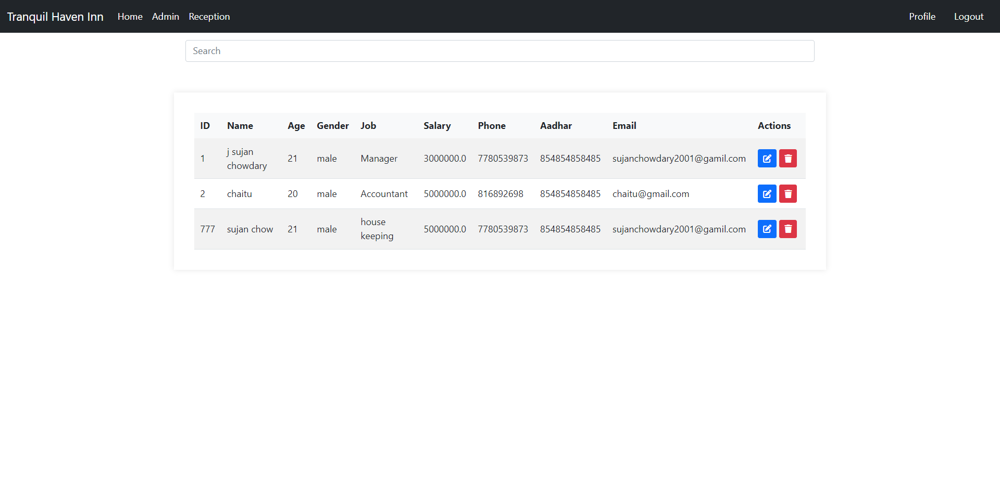 Tranquil Haven Inn Home Admin Reception Profile Logout
Search
ID Name Age Gender Job Salary Phone Aadhar Email Actions
1 j sujan chowdary 21 male Manager 3000000.0 7780539873 854854858485 sujanchowdary2001@gamil.com
2 chaitu 20 male Accountant 5000000.0 816892698 854854858485 chaitu@gmail.com
777 sujan chow 21 male house keeping 5000000.0 7780539873 854854858485 sujanchowdary2001@gamil.com